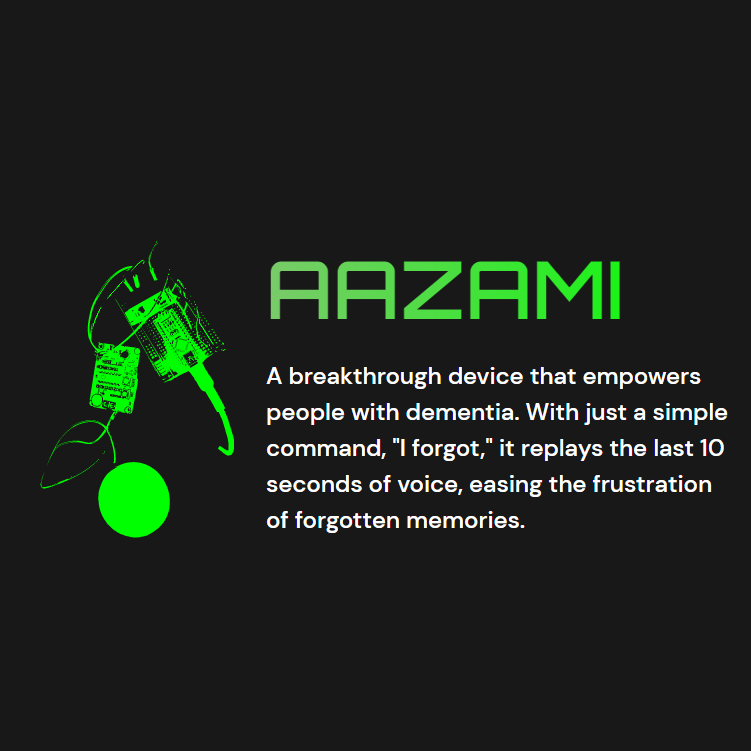 AAZAMI
A breakthrough device that empowers
people with dementia. With just a simple
command, "I forgot," it replays the last 10
seconds of voice, easing the frustration
of forgotten memories.